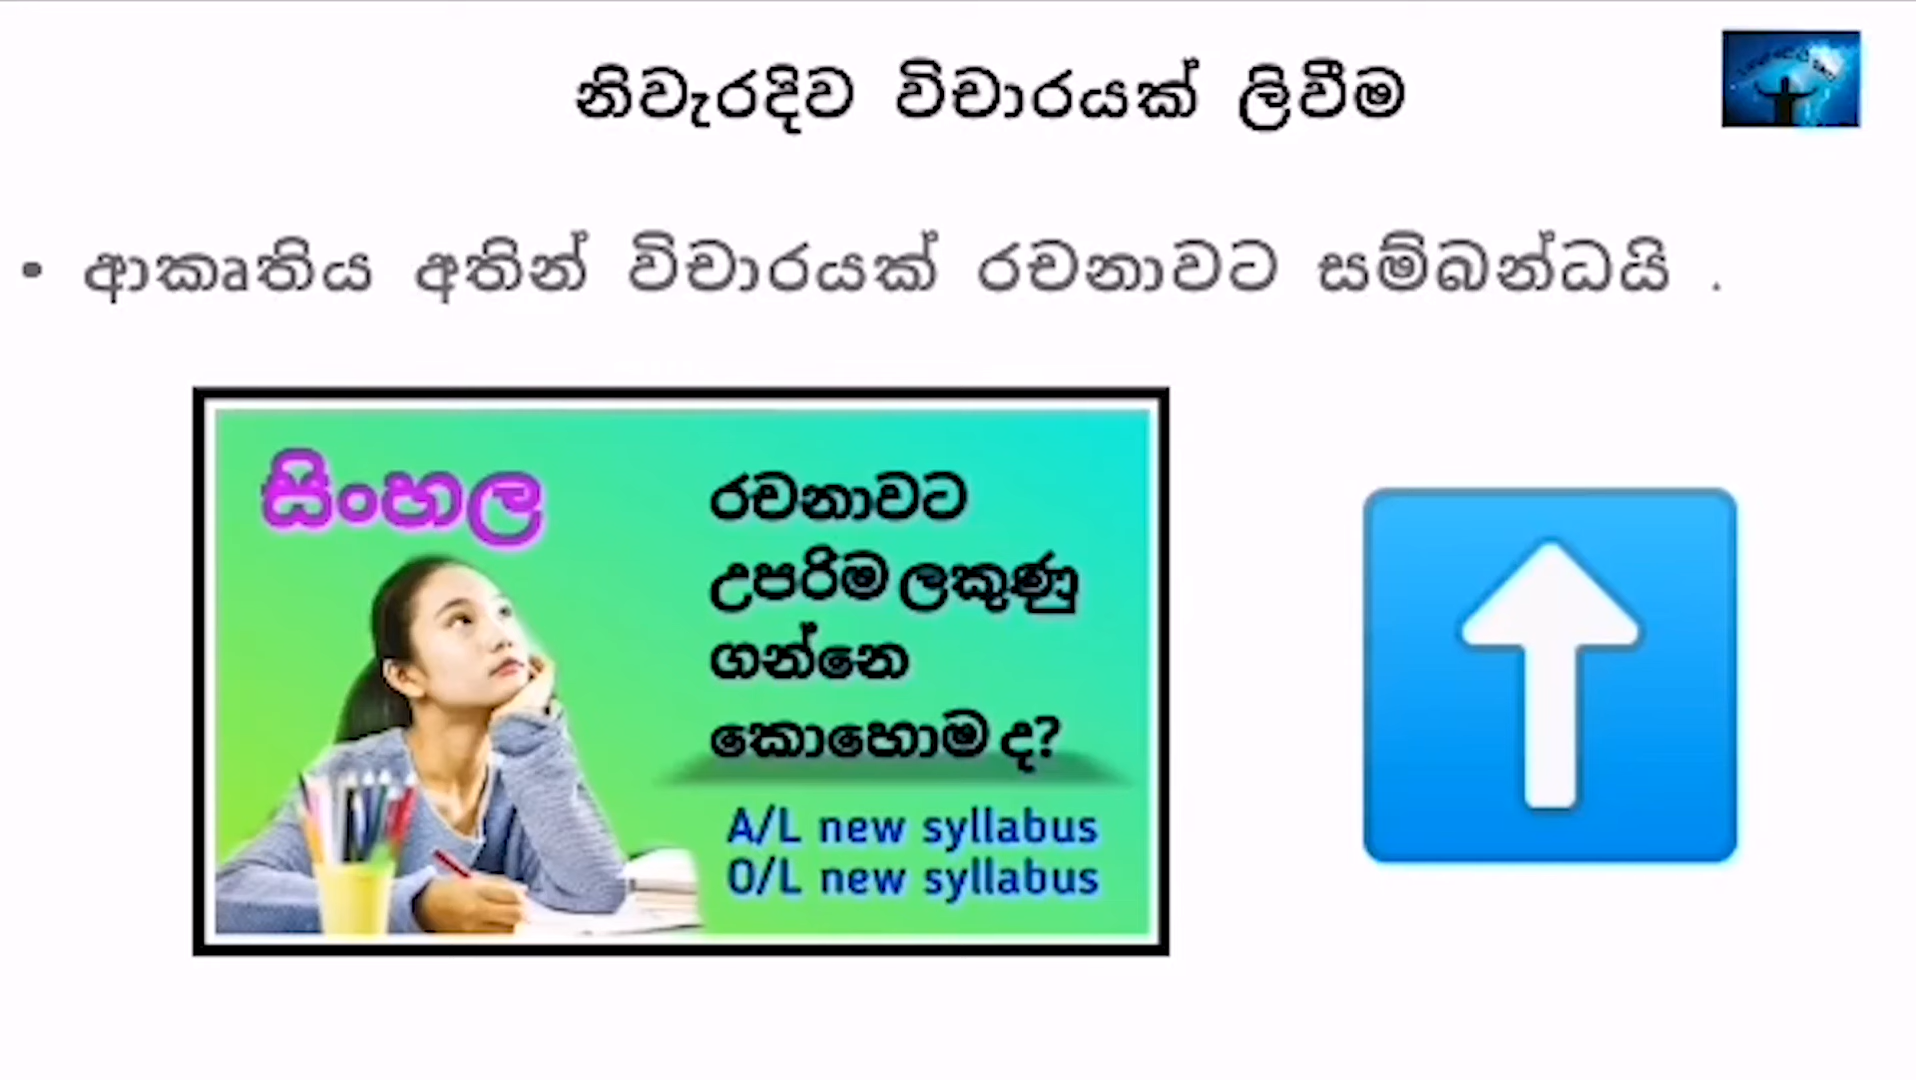 නිවැරදිව විචාරයක් ලිවීම
• ආකෘතිය අතින් විචාරයක් රචනාවට සම්බන්ධයි .
සිංහල
රචනාවට
උපරිම ලකුණු
ගන්නෙ
කොහොම ද?
A/L new syllabus
O/L new syllabus